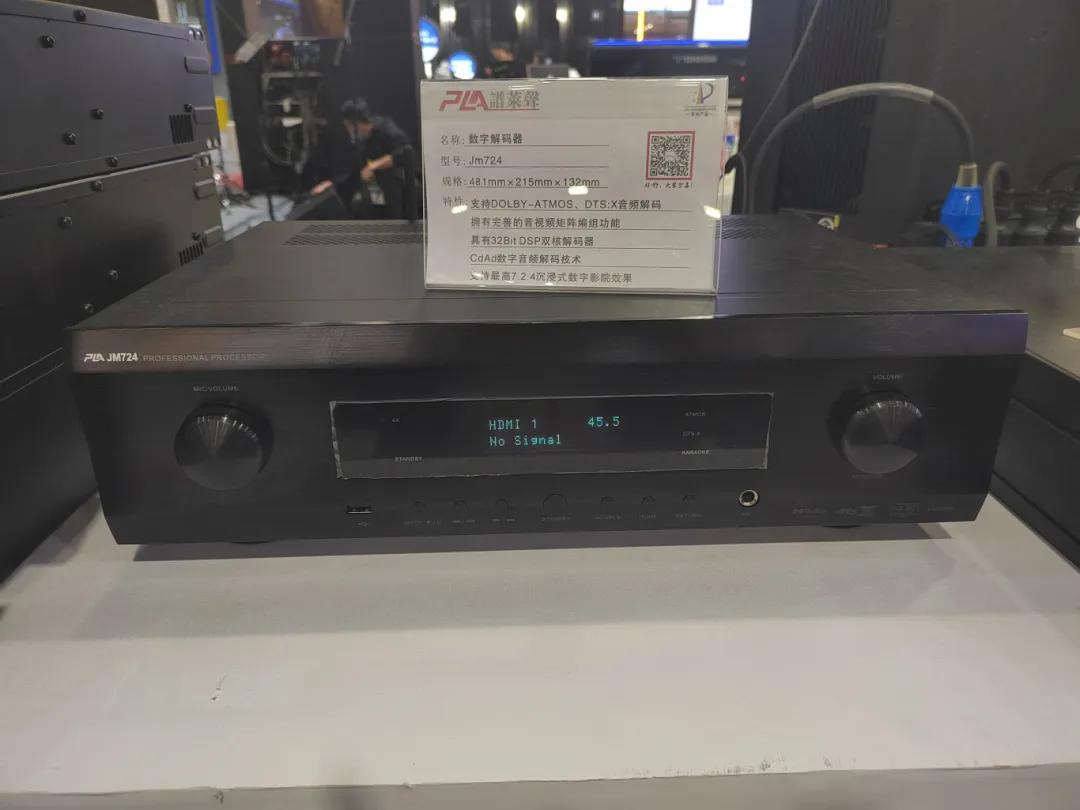 PLA 譜萊聲
名称: 数字解码器
型号: Jm724
规格: 481mm×215mm×132mm
特性: 支持DOLBY-ATMOS、DTS:X音频解码
拥有完善的音视频矩阵编组功能
具有32Bit DSP双核解码器
CdAd数字音频解码技术
支持最高7.2.4沉浸式数字影院效果
PLA JM724 PROFESSIONAL PROCESSOR
MIC/VOLUME
VOLUME
4K
HDMI 1 45.5
No Signal
STANDBY
ATMOS
DTS:X
KARAOKE
STANDBY